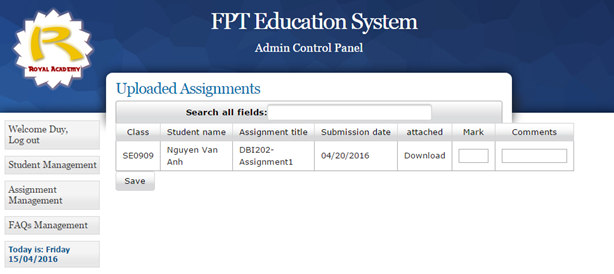 FPT Education System
Admin Control Panel
R
Royal Academy
Uploaded Assignments
Search all fields:
Class Student name Assignment title Submission date attached Mark Comments
SE0909 Nguyen Van Anh DBI202-Assignment1 04/20/2016 Download
Save
Welcome Duy,
Log out
Student Management
Assignment
Management
FAQs Management
Today is: Friday
15/04/2016